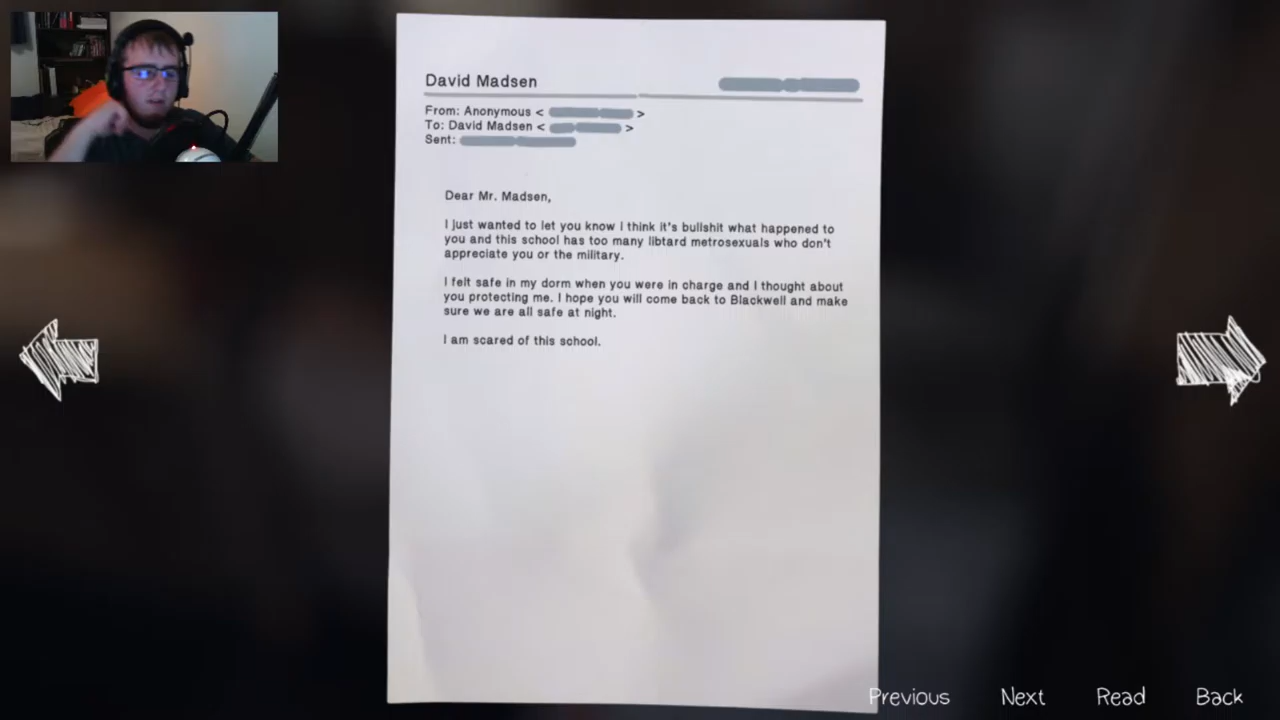 David Madsen
From: Anonymous < >
To: David Madsen < >
Sent:
Dear Mr. Madsen,
I just wanted to let you know I think it's bullshit what happened to
you and this school has too many libtard metrosexuals who don't
appreciate you or the military.
I felt safe in my dorm when you were in charge and I thought about
you protecting me. I hope you will come back to Blackwell and make
sure we are all safe at night.
I am scared of this school.
Previous Next Read Back